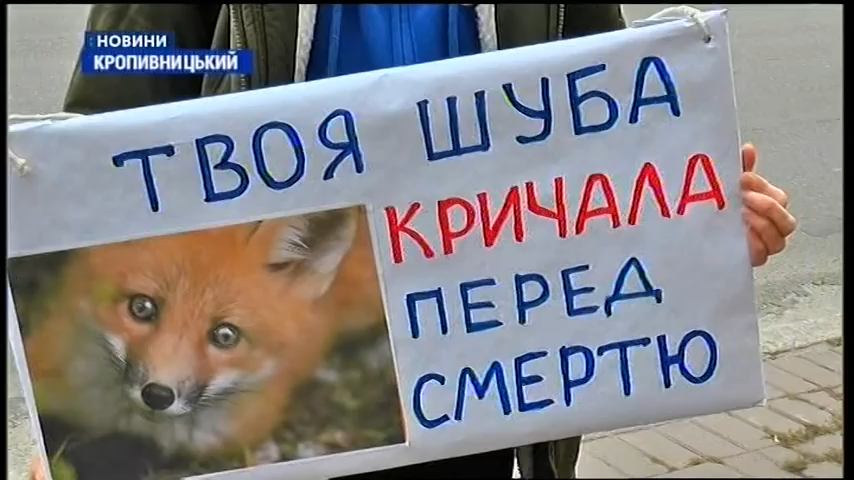 НОВИНИ
КРОПИВНИЦЬКИЙ
ТВОЯ ШУБА
КРИЧАЛА
ПЕРЕД
СМЕРТЮ